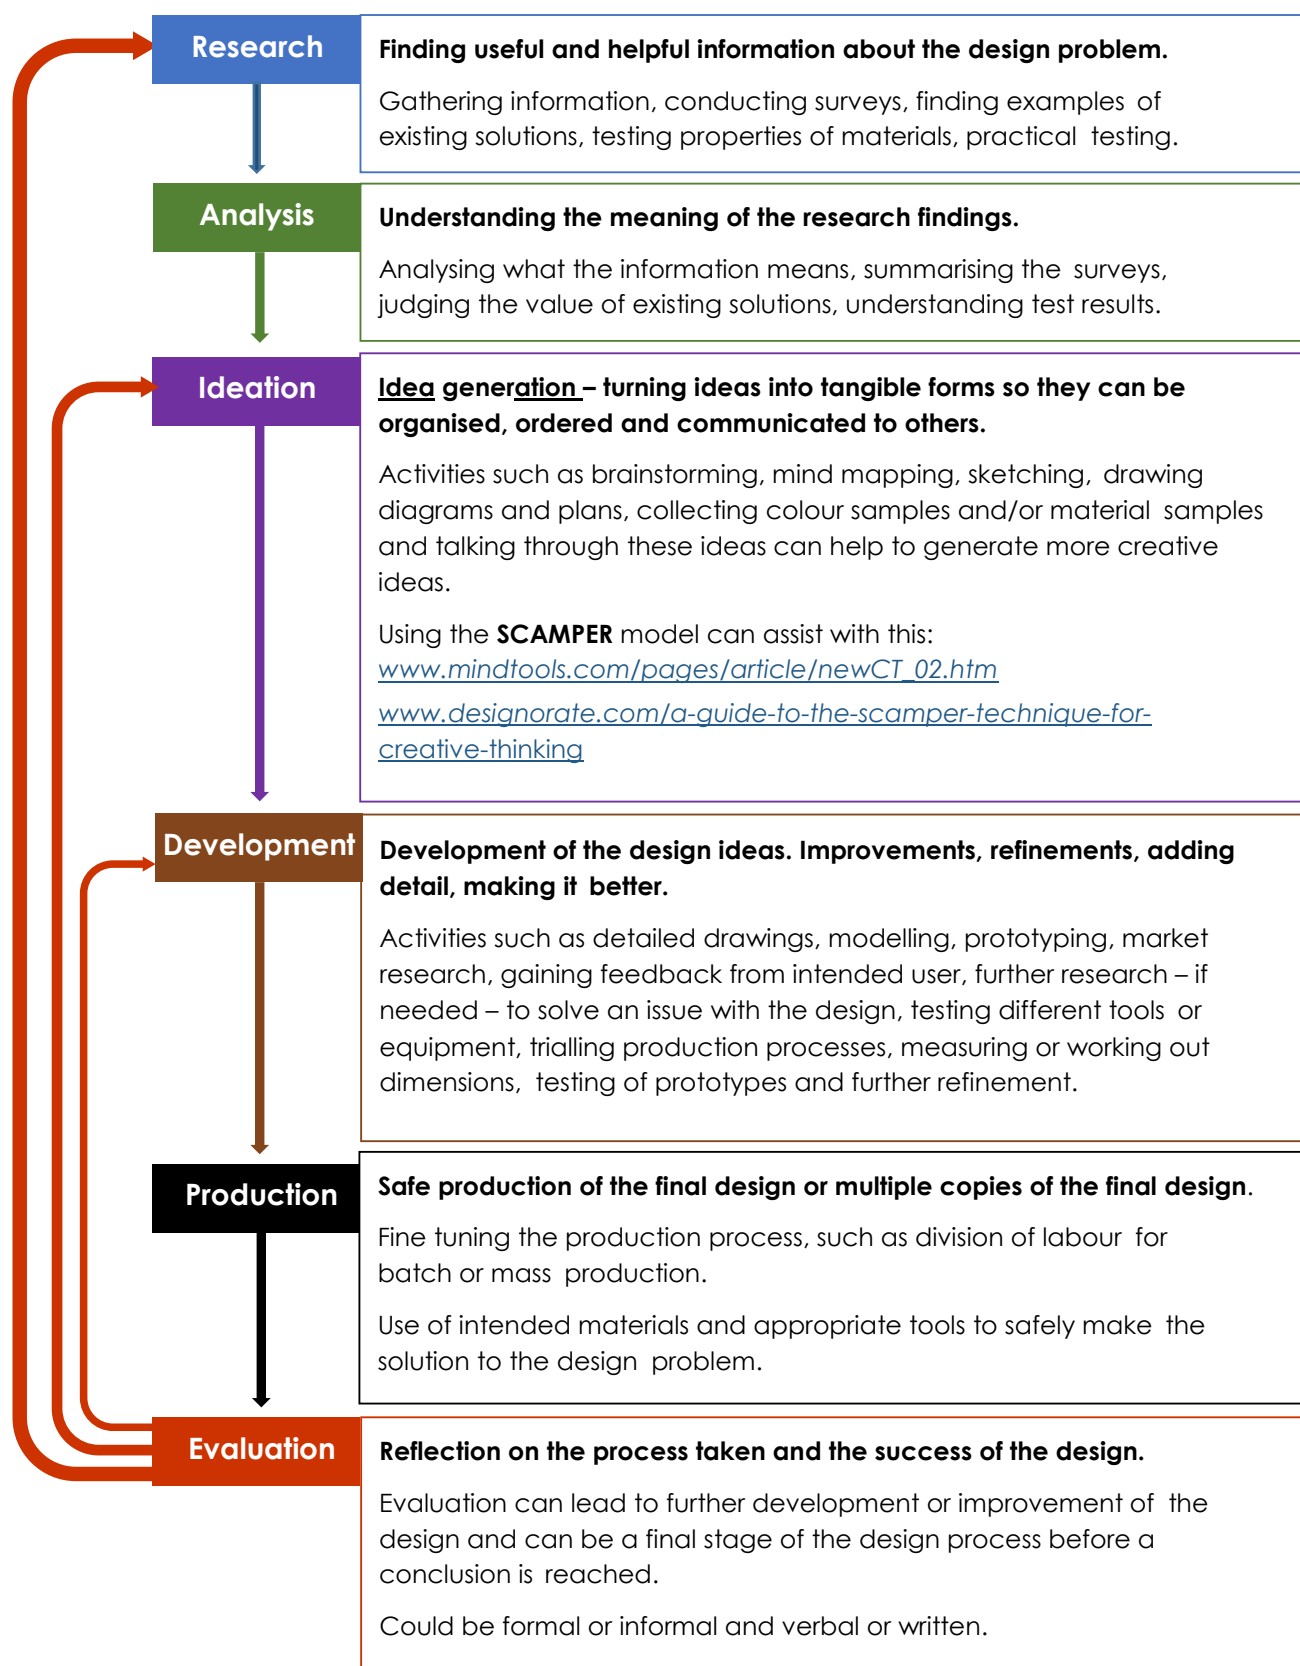 Research
Finding useful and helpful information about the design problem.
Gathering information, conducting surveys, finding examples of
existing solutions, testing properties of materials, practical testing.
Analysis
Understanding the meaning of the research findings.
Analysing what the information means, summarising the surveys,
judging the value of existing solutions, understanding test results.
Ideation
Idea generation – turning ideas into tangible forms so they can be
organised, ordered and communicated to others.
Activities such as brainstorming, mind mapping, sketching, drawing
diagrams and plans, collecting colour samples and/or material samples
and talking through these ideas can help to generate more creative
ideas.
Using the SCAMPER model can assist with this:
www.mindtools.com/pages/article/newCT_02.htm
www.designorate.com/a-guide-to-the-scamper-technique-for-
creative-thinking
Development
Development of the design ideas. Improvements, refinements, adding
detail, making it better.
Activities such as detailed drawings, modelling, prototyping, market
research, gaining feedback from intended user, further research – if
needed – to solve an issue with the design, testing different tools or
equipment, trialling production processes, measuring or working out
dimensions, testing of prototypes and further refinement.
Production
Safe production of the final design or multiple copies of the final design.
Fine tuning the production process, such as division of labour for
batch or mass production.
Use of intended materials and appropriate tools to safely make the
solution to the design problem.
Evaluation
Reflection on the process taken and the success of the design.
Evaluation can lead to further development or improvement of the
design and can be a final stage of the design process before a
conclusion is reached.
Could be formal or informal and verbal or written.